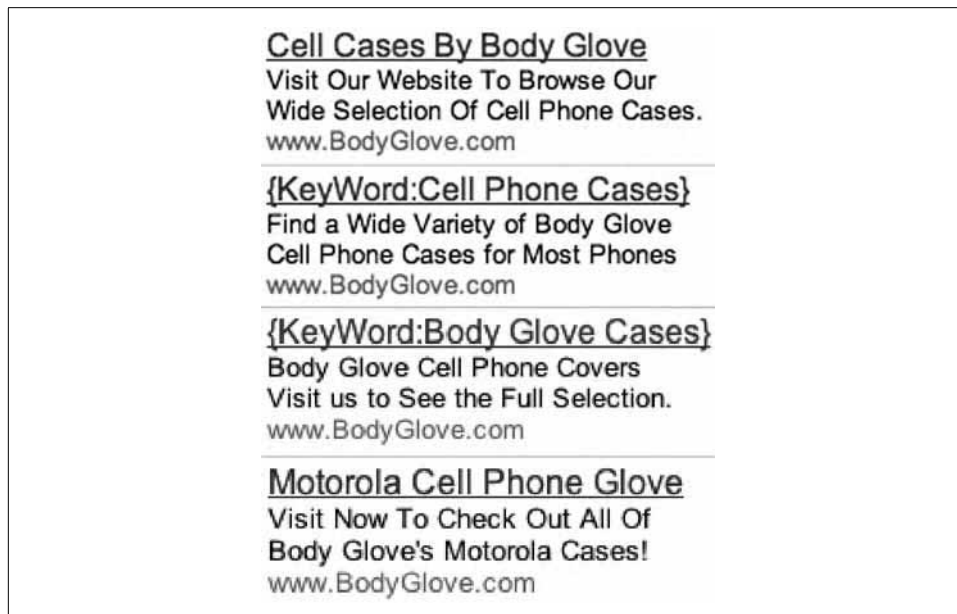 Cell Cases By Body Glove
Visit Our Website To Browse Our
Wide Selection Of Cell Phone Cases.
www.BodyGlove.com
{KeyWord:Cell Phone Cases}
Find a Wide Variety of Body Glove
Cell Phone Cases for Most Phones
www.BodyGlove.com
{KeyWord:Body Glove Cases}
Body Glove Cell Phone Covers
Visit us to See the Full Selection.
www.BodyGlove.com
Motorola Cell Phone Glove
Visit Now To Check Out All Of
Body Glove's Motorola Cases!
www.BodyGlove.com